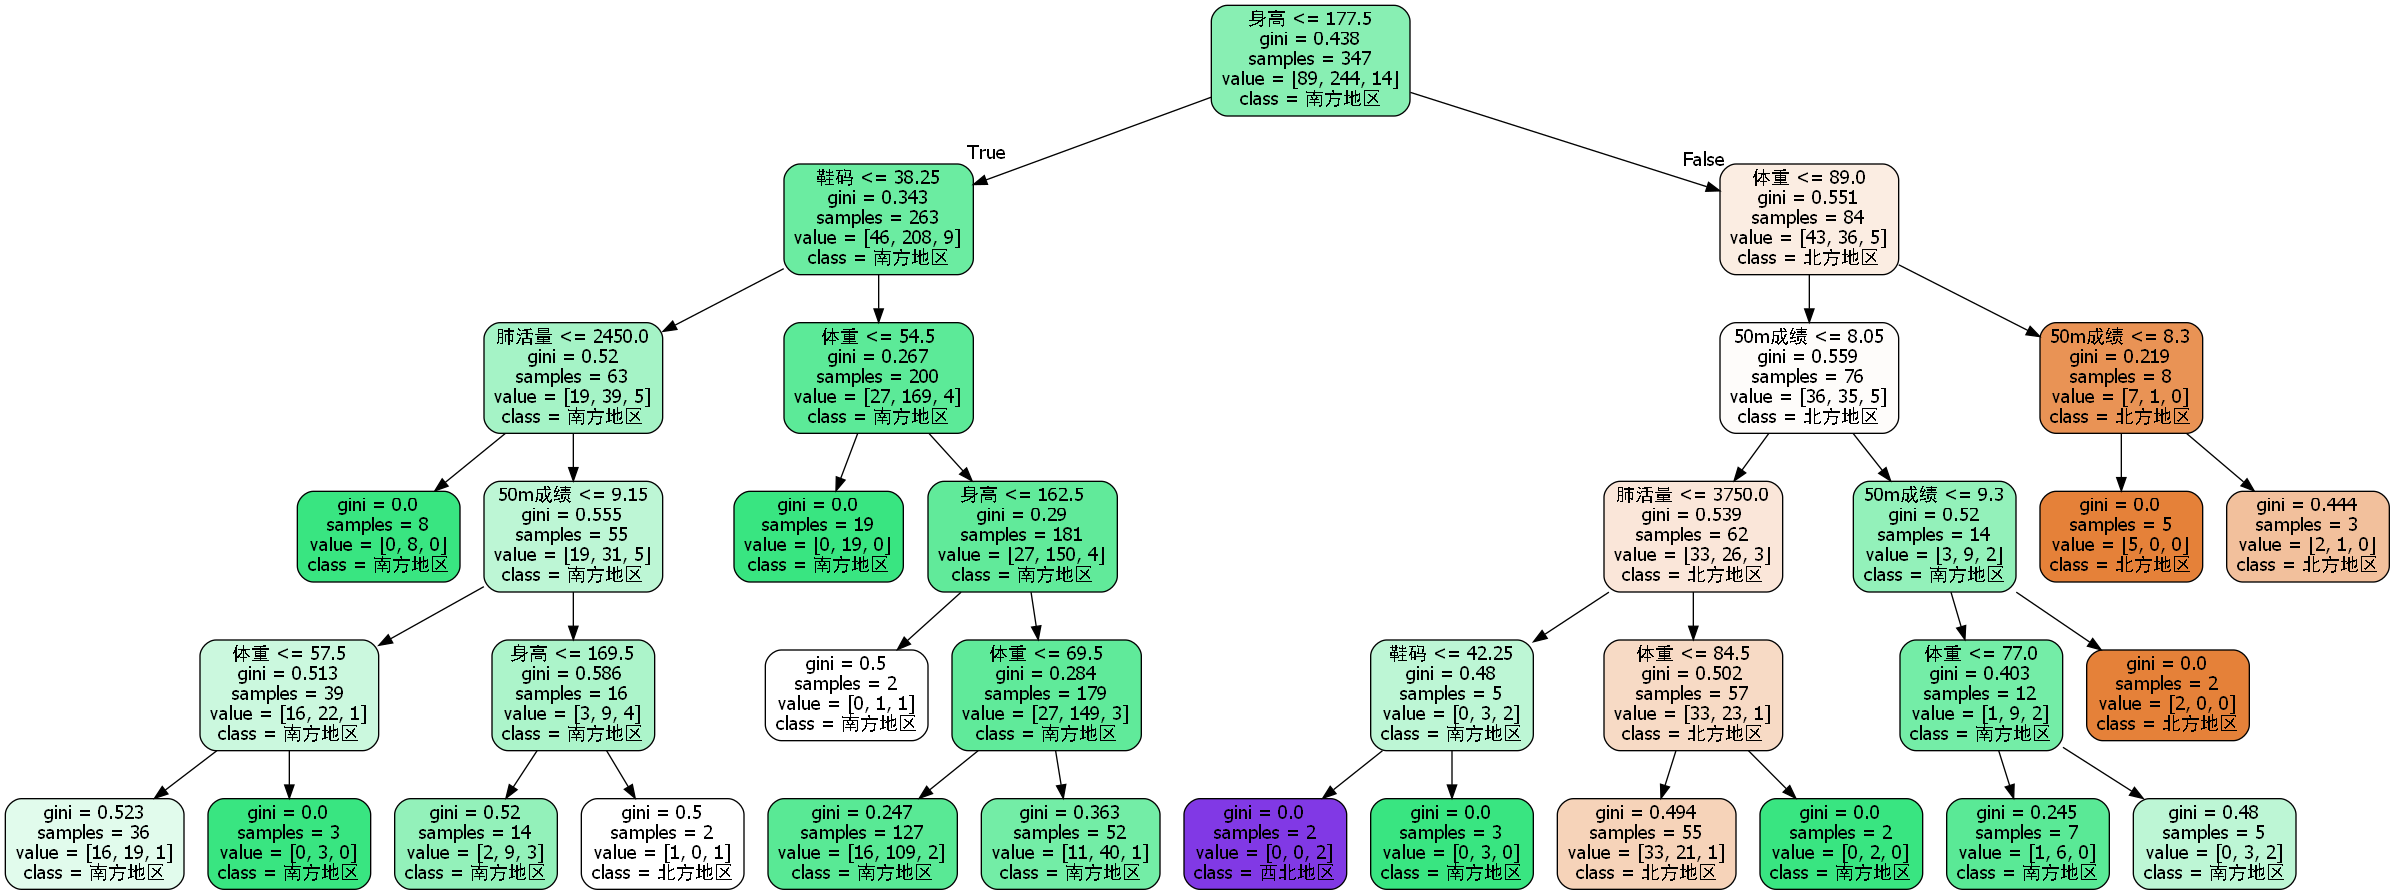 身高 <= 177.5
gini = 0.438
samples = 347
value = [89, 244, 14]
class = 南方地区
True
False
鞋码 <= 38.25
gini = 0.343
samples = 263
value = [46, 208, 9]
class = 南方地区
体重 <= 89.0
gini = 0.551
samples = 84
value = [43, 36, 5]
class = 北方地区
肺活量 <= 2450.0
gini = 0.52
samples = 63
value = [19, 39, 5]
class = 南方地区
体重 <= 54.5
gini = 0.267
samples = 200
value = [27, 169, 4]
class = 南方地区
50m成绩 <= 8.05
gini = 0.559
samples = 76
value = [36, 35, 5]
class = 北方地区
50m成绩 <= 8.3
gini = 0.219
samples = 8
value = [7, 1, 0]
class = 北方地区
gini = 0.0
samples = 8
value = [0, 8, 0]
class = 南方地区
50m成绩 <= 9.15
gini = 0.555
samples = 55
value = [19, 31, 5]
class = 南方地区
gini = 0.0
samples = 19
value = [0, 19, 0]
class = 南方地区
身高 <= 162.5
gini = 0.29
samples = 181
value = [27, 150, 4]
class = 南方地区
肺活量 <= 3750.0
gini = 0.539
samples = 62
value = [33, 26, 3]
class = 北方地区
50m成绩 <= 9.3
gini = 0.52
samples = 14
value = [3, 9, 2]
class = 南方地区
gini = 0.0
samples = 5
value = [5, 0, 0]
class = 北方地区
gini = 0.444
samples = 3
value = [2, 1, 0]
class = 北方地区
体重 <= 57.5
gini = 0.513
samples = 39
value = [16, 22, 1]
class = 南方地区
身高 <= 169.5
gini = 0.586
samples = 16
value = [3, 9, 4]
class = 南方地区
gini = 0.5
samples = 2
value = [0, 1, 1]
class = 南方地区
体重 <= 69.5
gini = 0.284
samples = 179
value = [27, 149, 3]
class = 南方地区
鞋码 <= 42.25
gini = 0.48
samples = 5
value = [0, 3, 2]
class = 南方地区
体重 <= 84.5
gini = 0.502
samples = 57
value = [33, 23, 1]
class = 北方地区
体重 <= 77.0
gini = 0.403
samples = 12
value = [1, 9, 2]
class = 南方地区
gini = 0.0
samples = 2
value = [2, 0, 0]
class = 北方地区
gini = 0.523
samples = 36
value = [16, 19, 1]
class = 南方地区
gini = 0.0
samples = 3
value = [0, 3, 0]
class = 南方地区
gini = 0.52
samples = 14
value = [2, 9, 3]
class = 南方地区
gini = 0.5
samples = 2
value = [1, 0, 1]
class = 北方地区
gini = 0.247
samples = 127
value = [16, 109, 2]
class = 南方地区
gini = 0.363
samples = 52
value = [11, 40, 1]
class = 南方地区
gini = 0.0
samples = 2
value = [0, 0, 2]
class = 西北地区
gini = 0.0
samples = 3
value = [0, 3, 0]
class = 南方地区
gini = 0.494
samples = 55
value = [33, 21, 1]
class = 北方地区
gini = 0.0
samples = 2
value = [0, 2, 0]
class = 南方地区
gini = 0.245
samples = 7
value = [1, 6, 0]
class = 南方地区
gini = 0.48
samples = 5
value = [0, 3, 2]
class = 南方地区